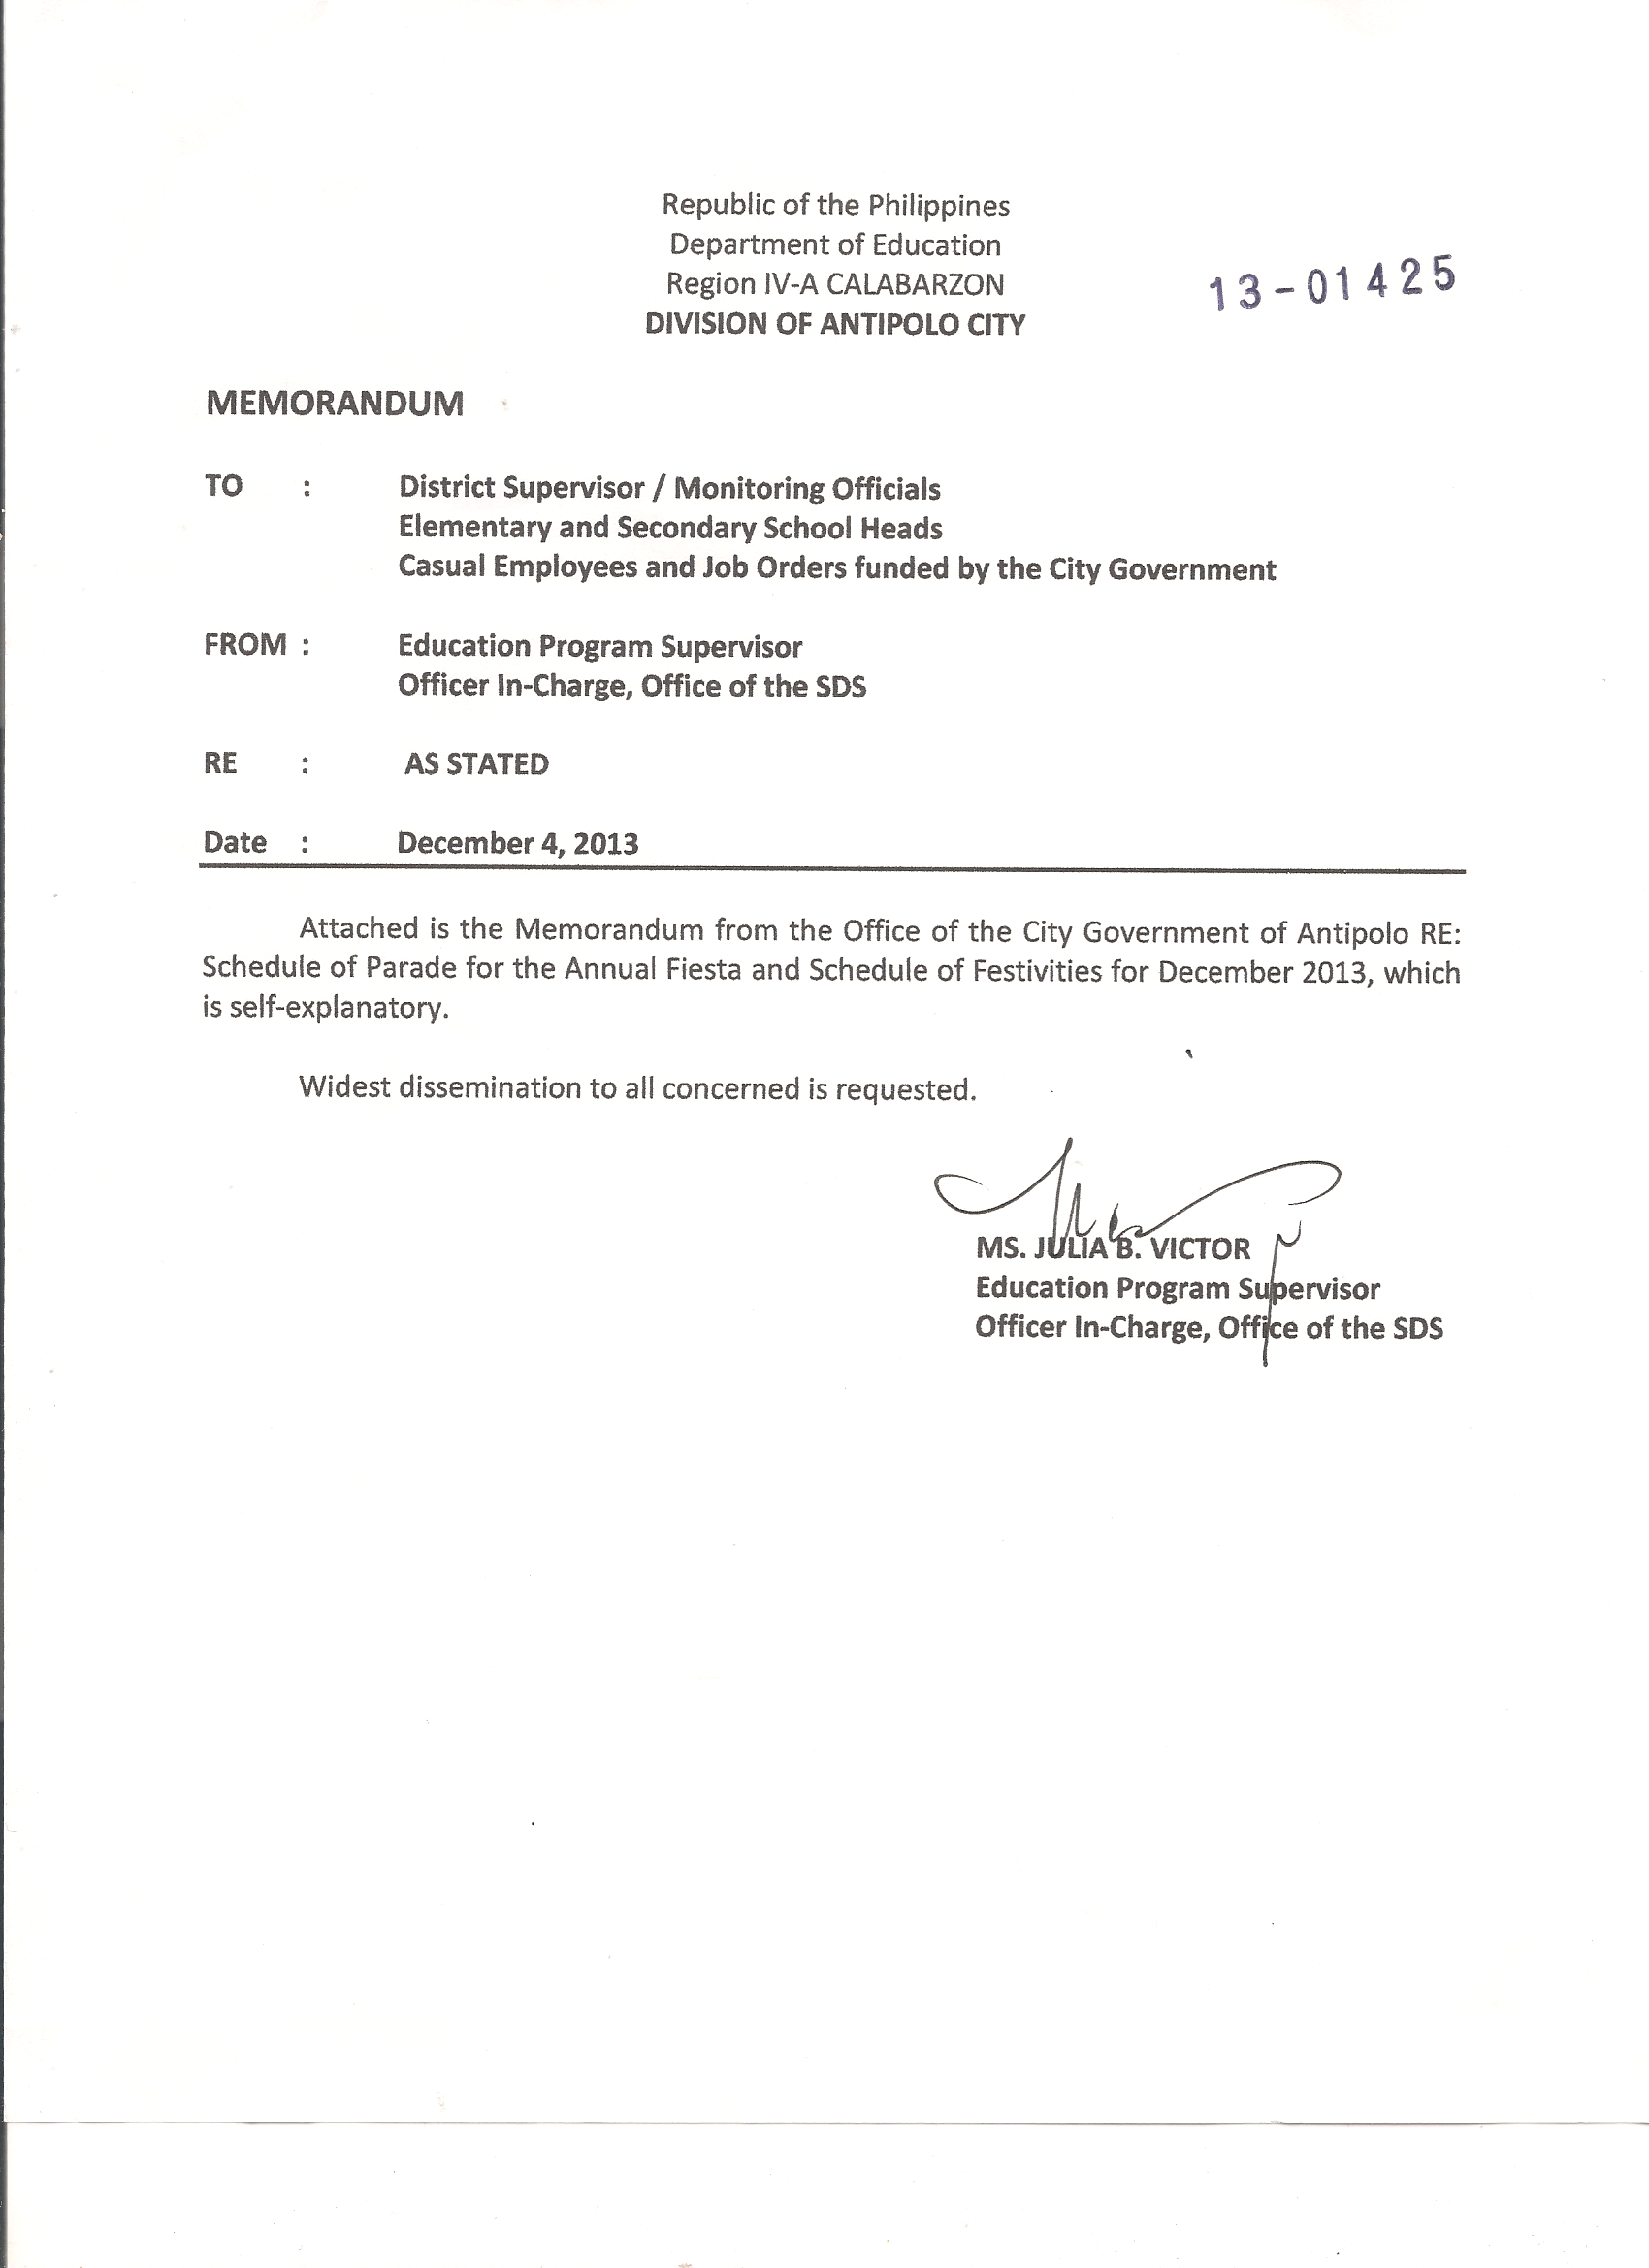 Republic of the Philippines
Department of Education
Region IV-A CALABARZON
13-01425
DIVISION OF ANTIPOLO CITY
MEMORANDUM
TO : District Supervisor / Monitoring Officials
Elementary and Secondary School Heads
Casual Employees and Job Orders funded by the City Government
FROM : Education Program Supervisor
Officer In-Charge, Office of the SDS
RE : AS STATED
Date : December 4, 2013
Attached is the Memorandum from the Office of the City Government of Antipolo RE:
Schedule of Parade for the Annual Fiesta and Schedule of Festivities for December 2013, which
is self-explanatory.
Widest dissemination to all concerned is requested.
MS. JULIA B. VICTOR
Education Program Supervisor
Officer In-Charge, Office of the SDS